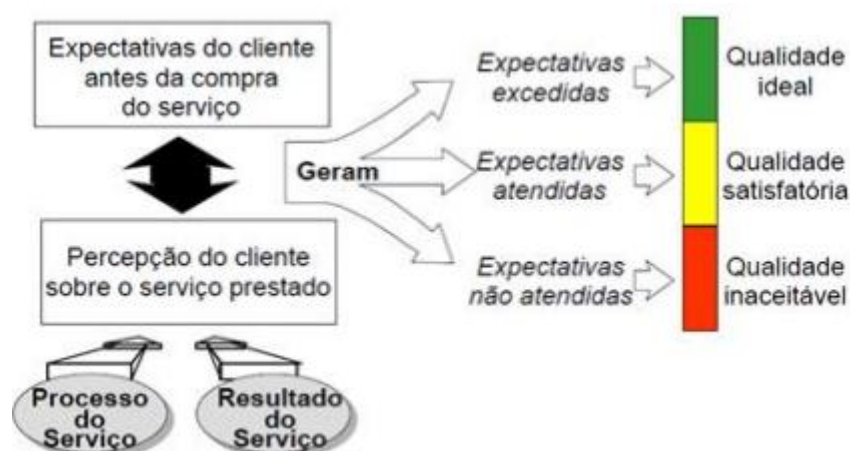 Expectativas do cliente
antes da compra
do serviço
Geram
Percepção do cliente
sobre o serviço prestado
Processo
do
Serviço
Resultado
do
Serviço
Expectativas
excedidas
Qualidade
ideal
Expectativas
atendidas
Qualidade
satisfatória
Expectativas
não atendidas
Qualidade
inaceitável